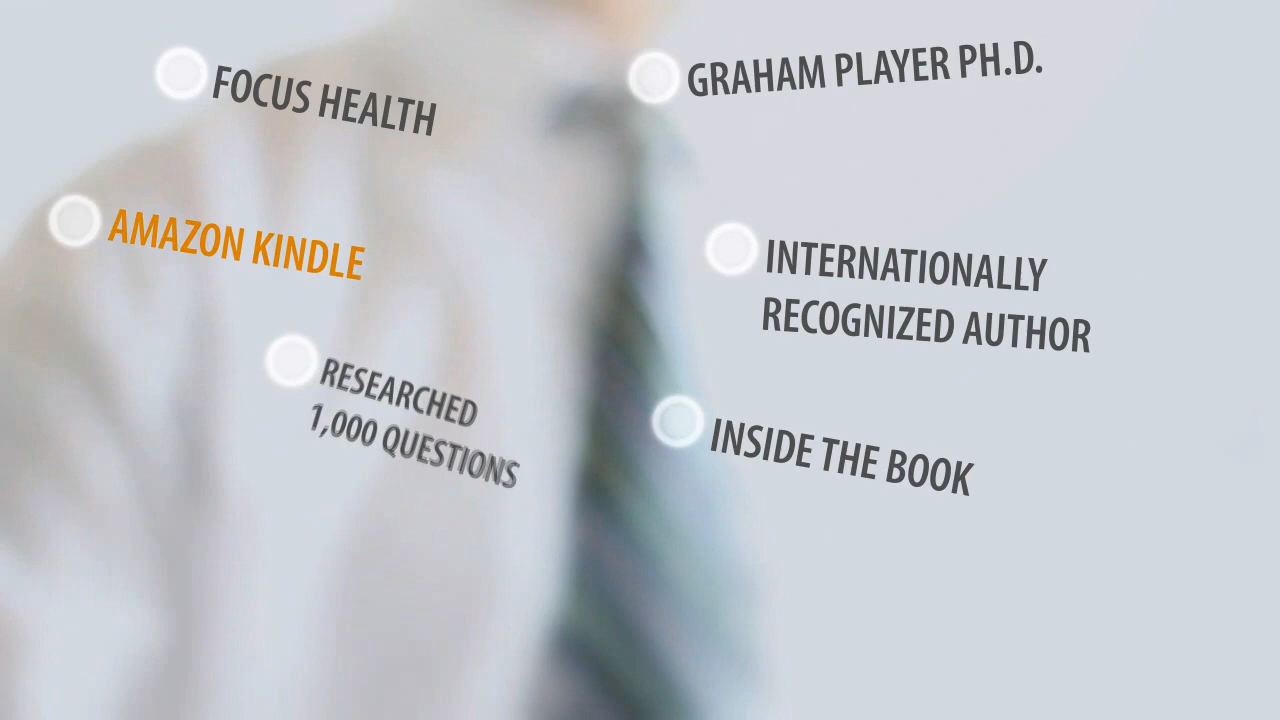 FOCUS HEALTH
AMAZON KINDLE
RESEARCHED
1,000 QUESTIONS
GRAHAM PLAYER PH.D.
INTERNATIONALLY
RECOGNIZED AUTHOR
INSIDE THE BOOK